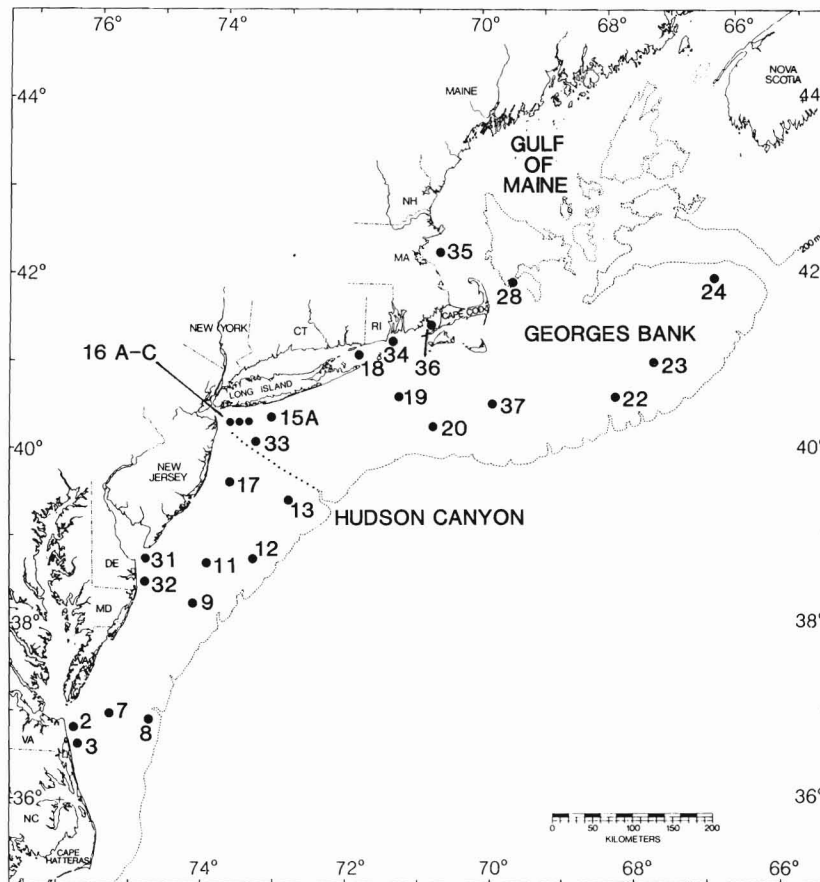 76°
70°
68°
66°
44°
44
MAINE
NOVA
SCOTIA
GULF
OF
MAINE
NH
200 m
42°
42
MA
35
28
24
NEW YORK
CT
RI
CAPE COD
GEORGES BANK
16 A-C
LONG ISLAND
18
34
36
23
19
37
22
15A
20
40°
40°
33
NEW
JERSEY
17
13
HUDSON CANYON
DE
31
11
12
32
MD
9
38°
38°
VA
7
2
8
VA
3
36°
36°
NC
0 50 100 150 200
KILOMETERS
CAPE
HATTERAS
74°
72°
70°
68°
66°